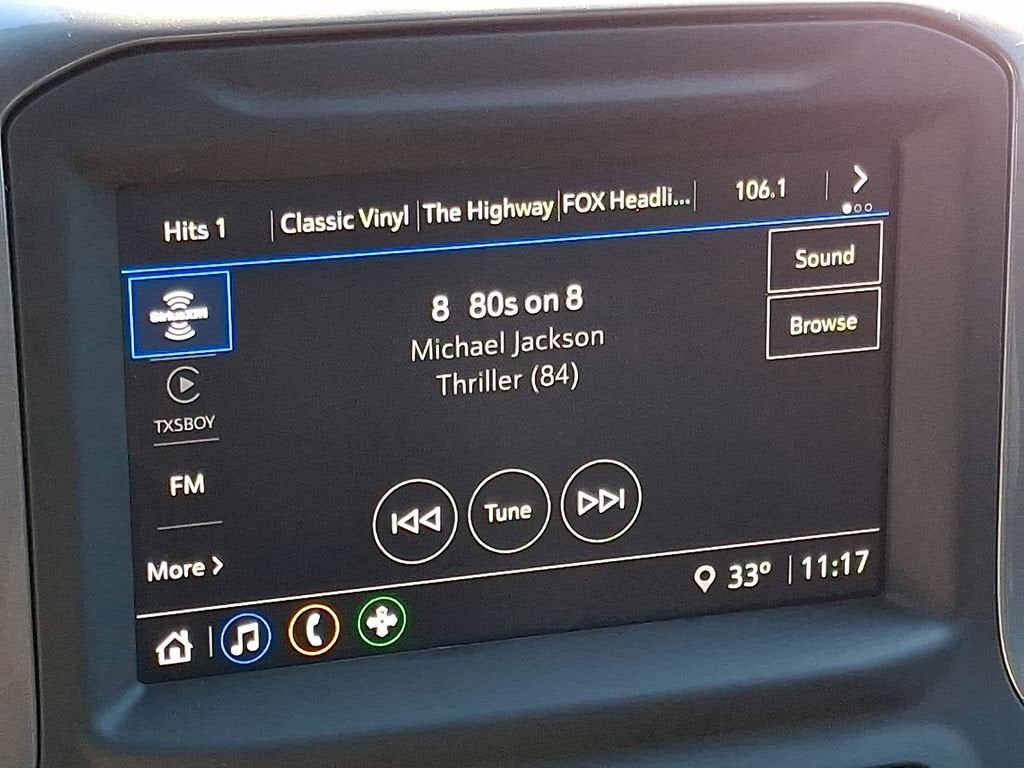 Hits 1 Classic Vinyl The Highway FOX Headli... 106.1
SiriusXM
8 80s on 8
Sound
Michael Jackson
Browse
Thriller (84)
TXSBOY
FM
Tune
More
33° 11:17